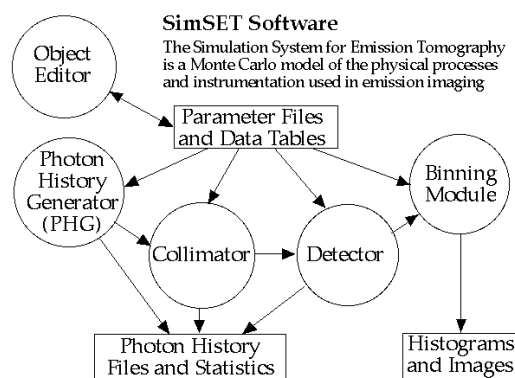 SimSET Software
The Simulation System for Emission Tomography
is a Monte Carlo model of the physical processes
and instrumentation used in emission imaging
Object
Editor
Parameter Files
and Data Tables
Photon
History
Generator
(PHG)
Binning
Module
Collimator
Detector
Photon History
Files and Statistics
Histograms
and Images